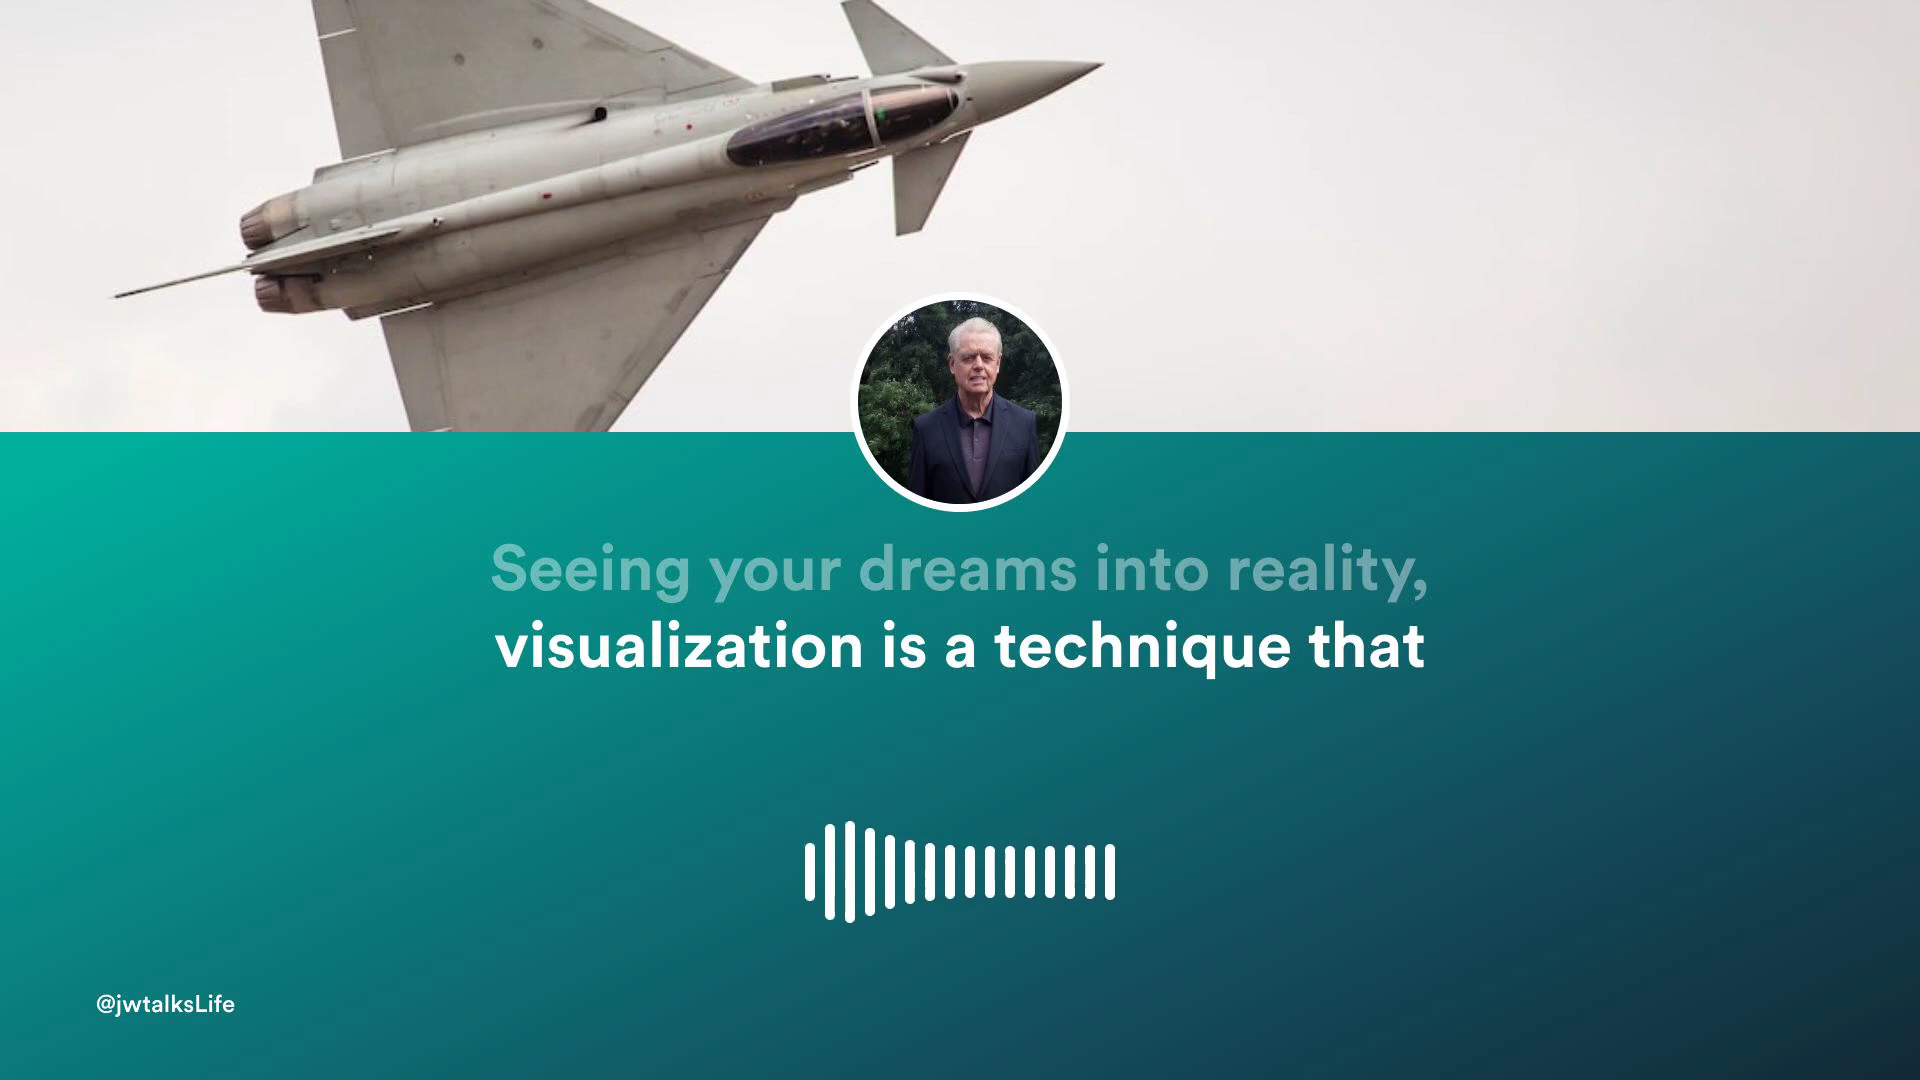 Seeing your dreams into reality,
visualization is a technique that
@jwtalksLife